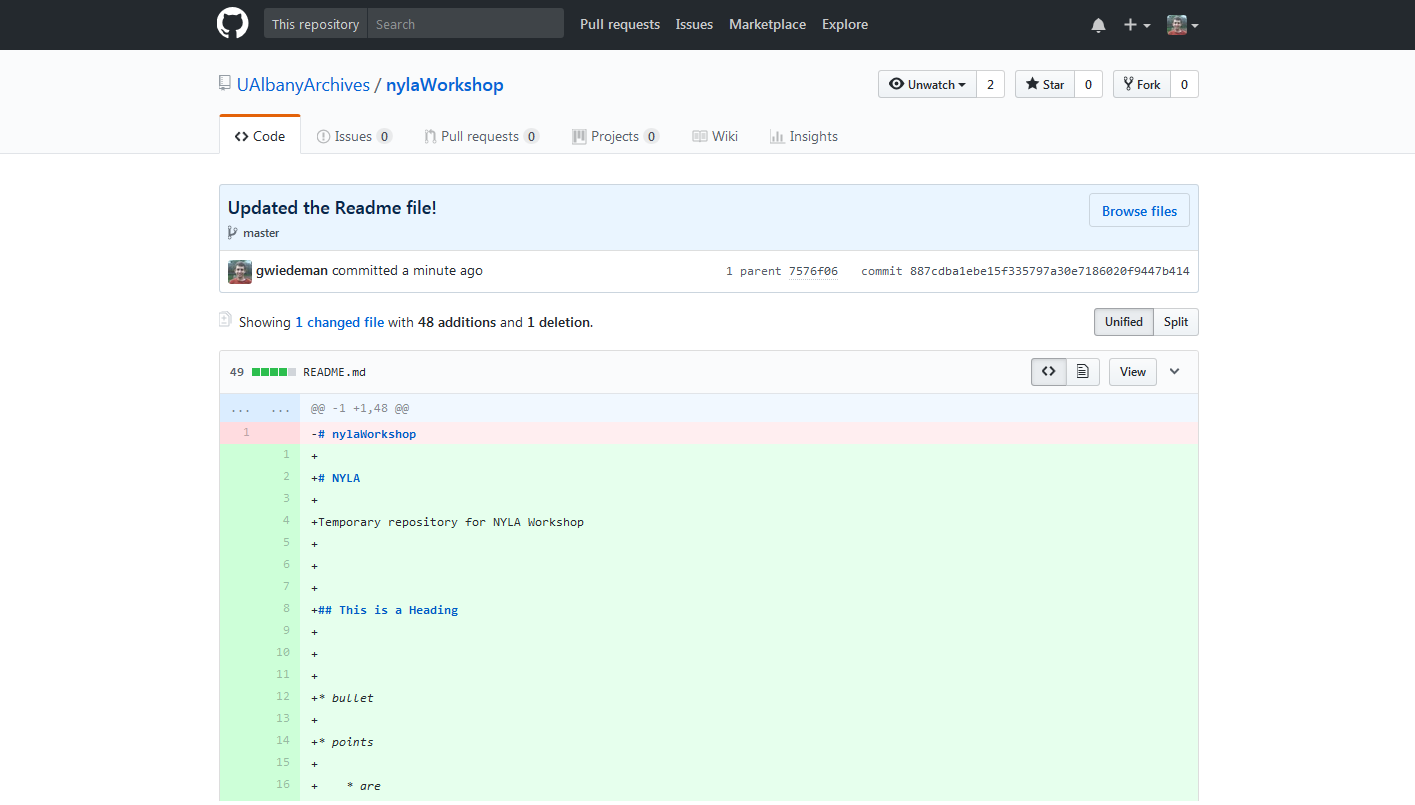 This repository Search Pull requests Issues Marketplace Explore
UAlbanyArchives / nylaWorkshop Unwatch 2 Star 0 Fork 0
Code Issues 0 Pull requests 0 Projects 0 Wiki Insights
Updated the Readme file! Browse files
master
gwiedeman committed a minute ago 1 parent 7576f06 commit 887cdba1ebe15f335797a30e7186020f9447b414
Showing 1 changed file with 48 additions and 1 deletion. Unified Split
49 README.md <> View
... ... @@ -1 +1,48 @@
1 -# nylaWorkshop
1 +
2 +# NYLA
3 +
4 +Temporary repository for NYLA Workshop
5 +
6 +
7 +
8 +## This is a Heading
9 +
10 +
11 +
12 +* bullet
13 +
14 +* points
15 +
16 +    * are